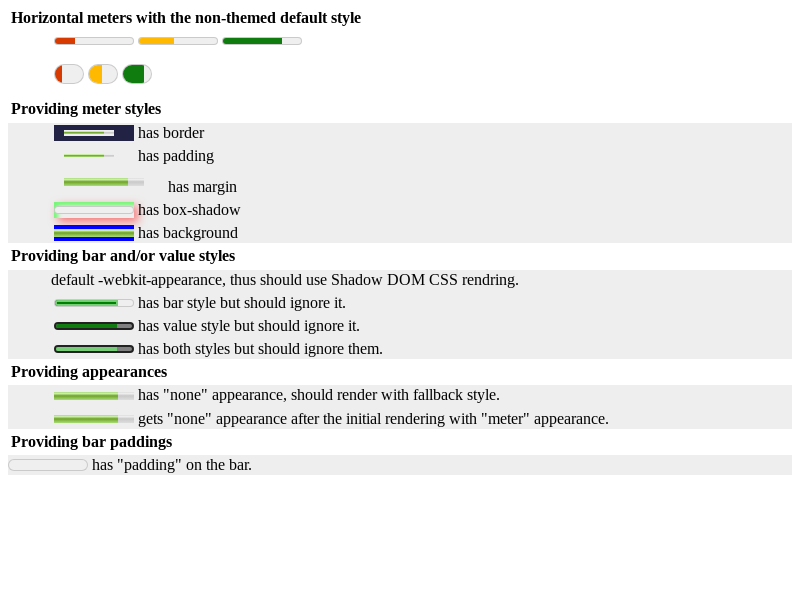 Horizontal meters with the non-themed default style
Providing meter styles
has border
has padding
has margin
has box-shadow
has background
Providing bar and/or value styles
default -webkit-appearance, thus should use Shadow DOM CSS rendring.
has bar style but should ignore it.
has value style but should ignore it.
has both styles but should ignore them.
Providing appearances
has "none" appearance, should render with fallback style.
gets "none" appearance after the initial rendering with "meter" appearance.
Providing bar paddings
has "padding" on the bar.